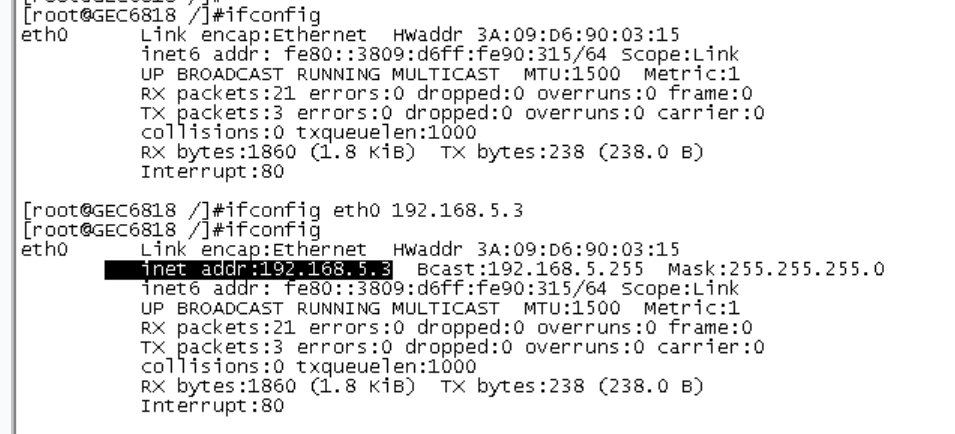 [root@GEC6818 /]#ifconfig
eth0 Link encap:Ethernet HWaddr 3A:09:D6:90:03:15
inet6 addr: fe80::3809:d6ff:fe90:315/64 Scope:Link
UP BROADCAST RUNNING MULTICAST MTU:1500 Metric:1
RX packets:21 errors:0 dropped:0 overruns:0 frame:0
TX packets:3 errors:0 dropped:0 overruns:0 carrier:0
collisions:0 txqueuelen:1000
RX bytes:1860 (1.8 KiB) TX bytes:238 (238.0 B)
Interrupt:80
[root@GEC6818 /]#ifconfig eth0 192.168.5.3
[root@GEC6818 /]#ifconfig
eth0 Link encap:Ethernet HWaddr 3A:09:D6:90:03:15
inet addr:192.168.5.3 Bcast:192.168.5.255 Mask:255.255.255.0
inet6 addr: fe80::3809:d6ff:fe90:315/64 Scope:Link
UP BROADCAST RUNNING MULTICAST MTU:1500 Metric:1
RX packets:21 errors:0 dropped:0 overruns:0 frame:0
TX packets:3 errors:0 dropped:0 overruns:0 carrier:0
collisions:0 txqueuelen:1000
RX bytes:1860 (1.8 KiB) TX bytes:238 (238.0 B)
Interrupt:80